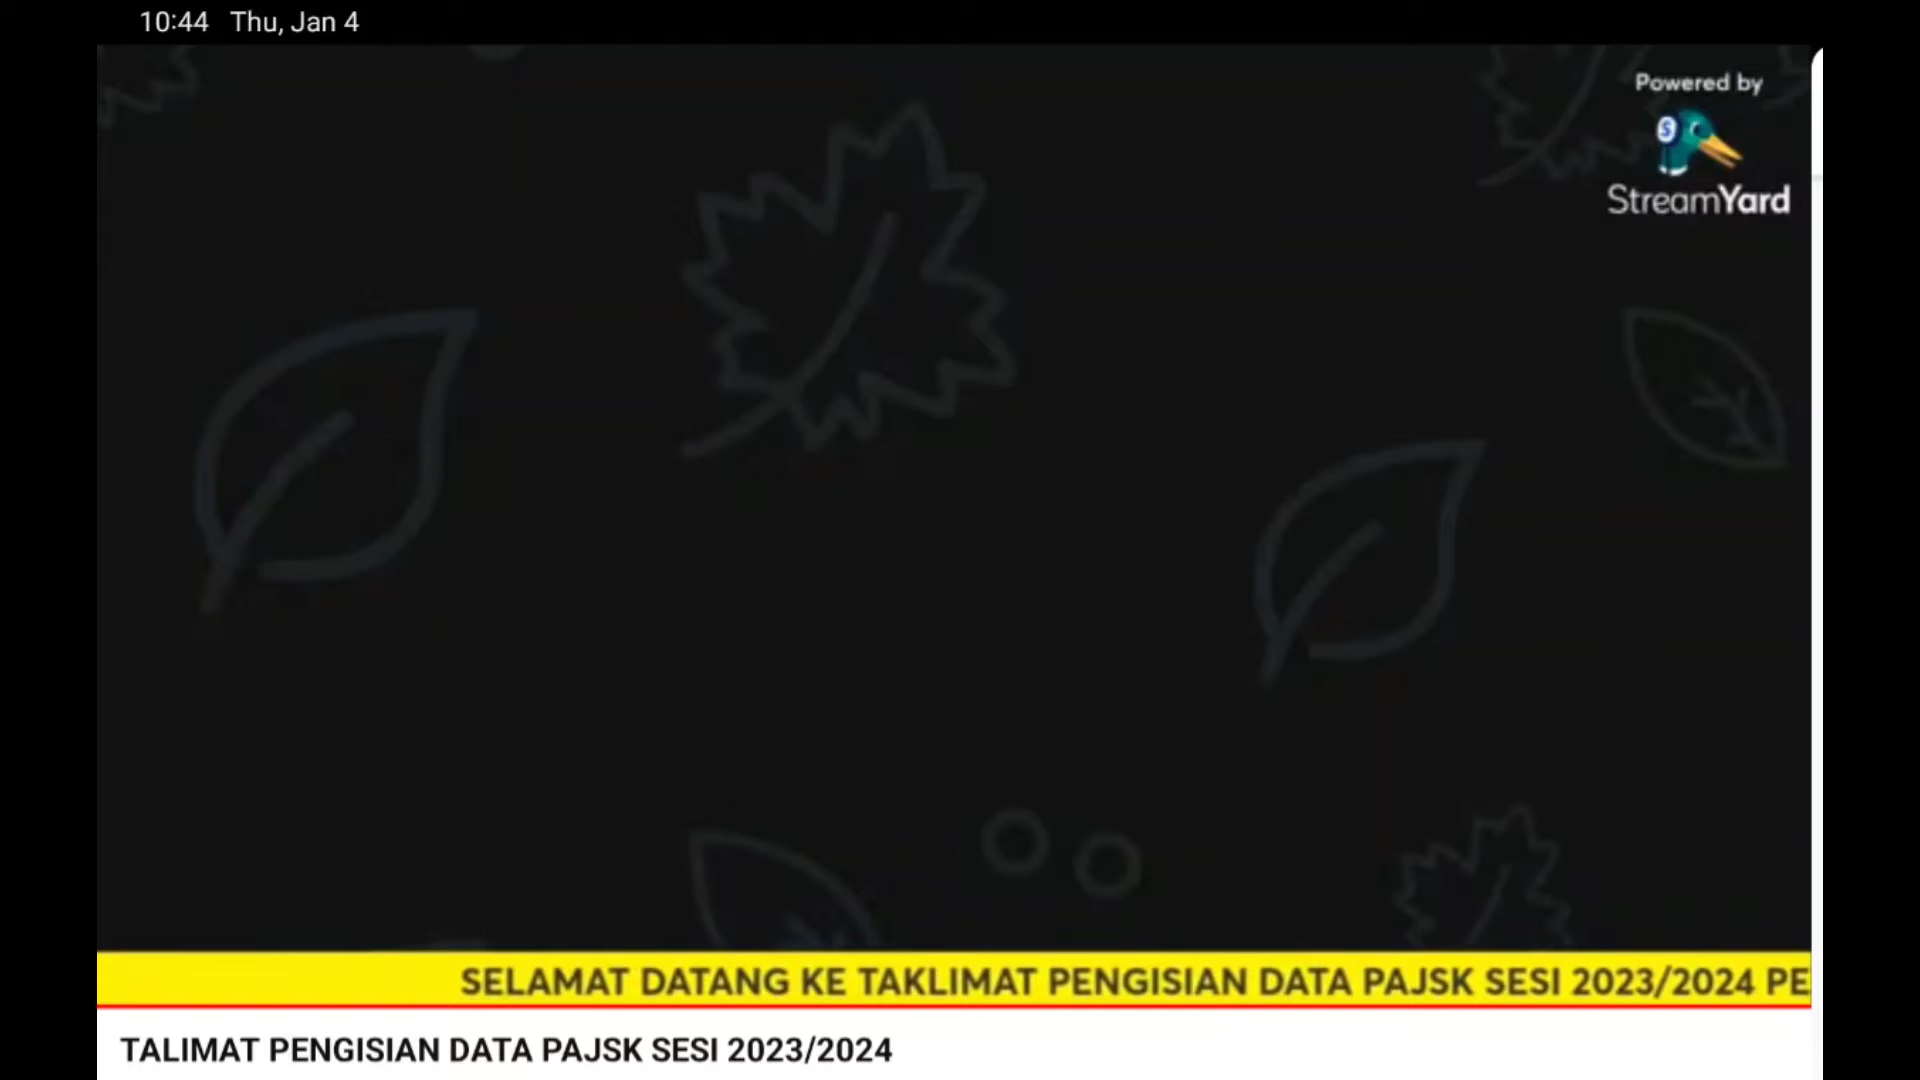 10:44 Thu, Jan 4
Powered by
S
StreamYard
SELAMAT DATANG KE TAKLIMAT PENGISIAN DATA PAJSK SESI 2023/2024 PE
TALIMAT PENGISIAN DATA PAJSK SESI 2023/2024